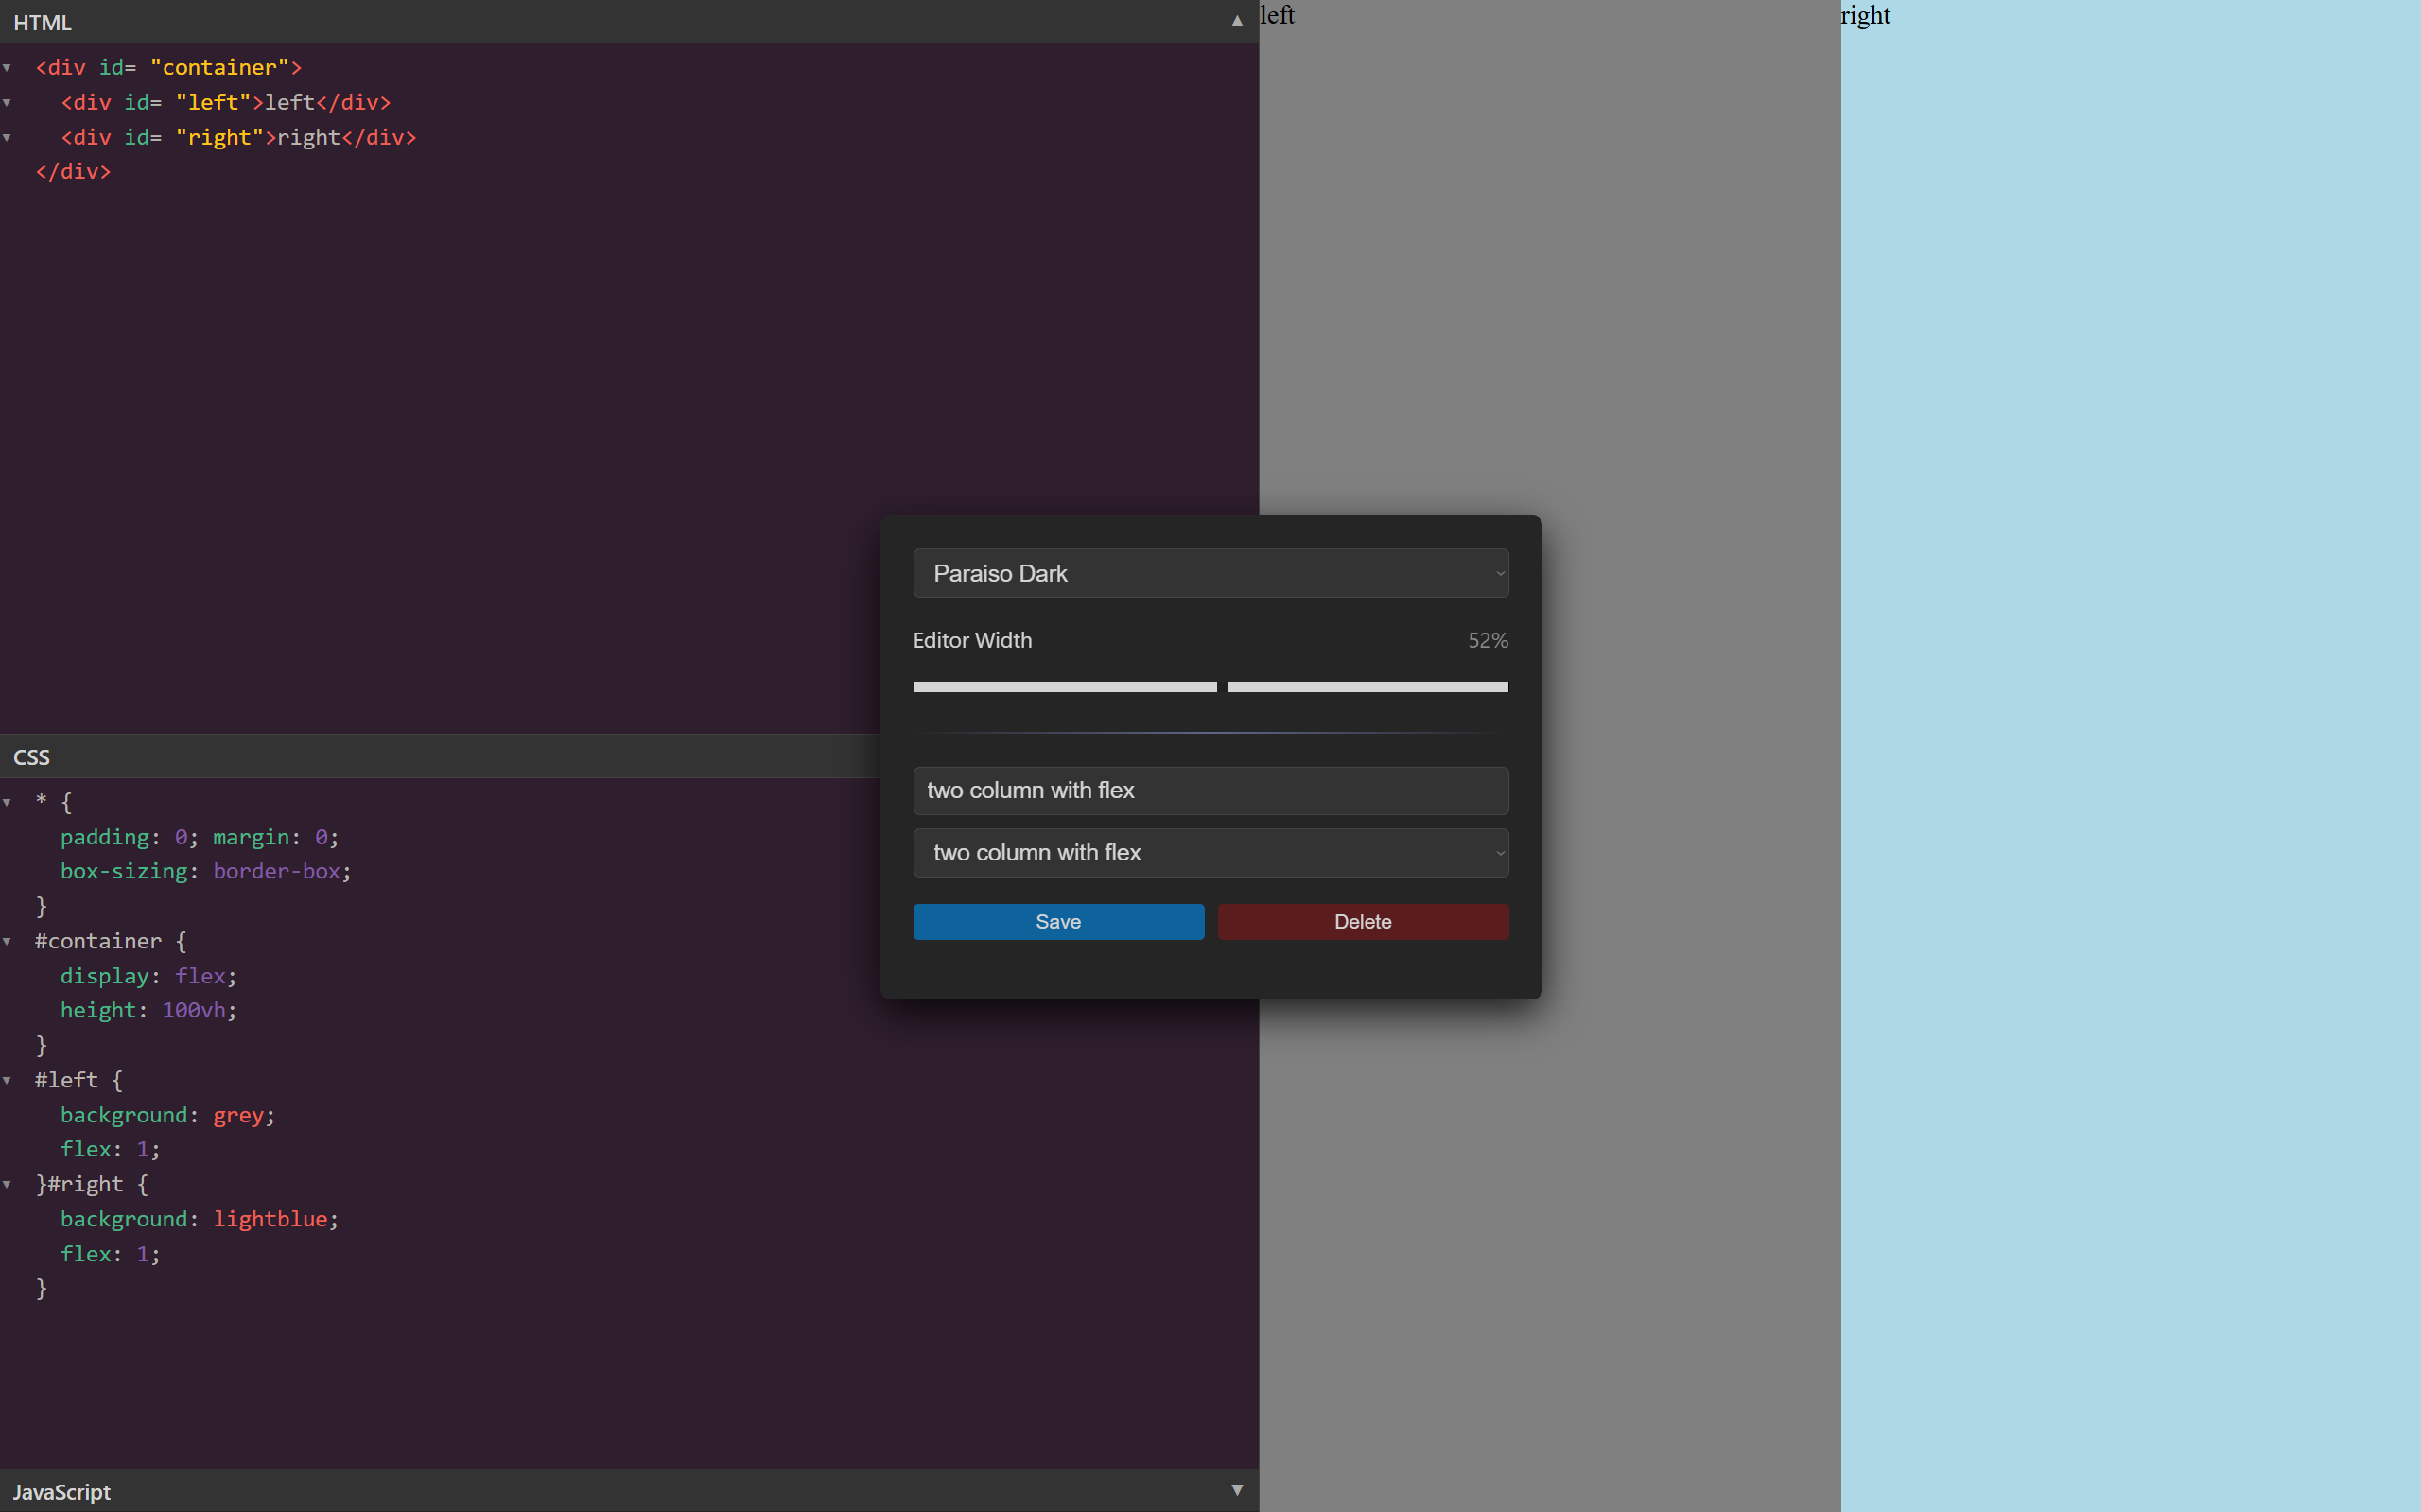 HTML
<div id= "container">
  <div id= "left">left</div>
  <div id= "right">right</div>
</div>
CSS
* {
  padding: 0; margin: 0;
  box-sizing: border-box;
}
#container {
  display: flex;
  height: 100vh;
}
#left {
  background: grey;
  flex: 1;
}#right {
  background: lightblue;
  flex: 1;
}
JavaScript
Paraiso Dark
Editor Width 52%
two column with flex
two column with flex
Save Delete
left
right